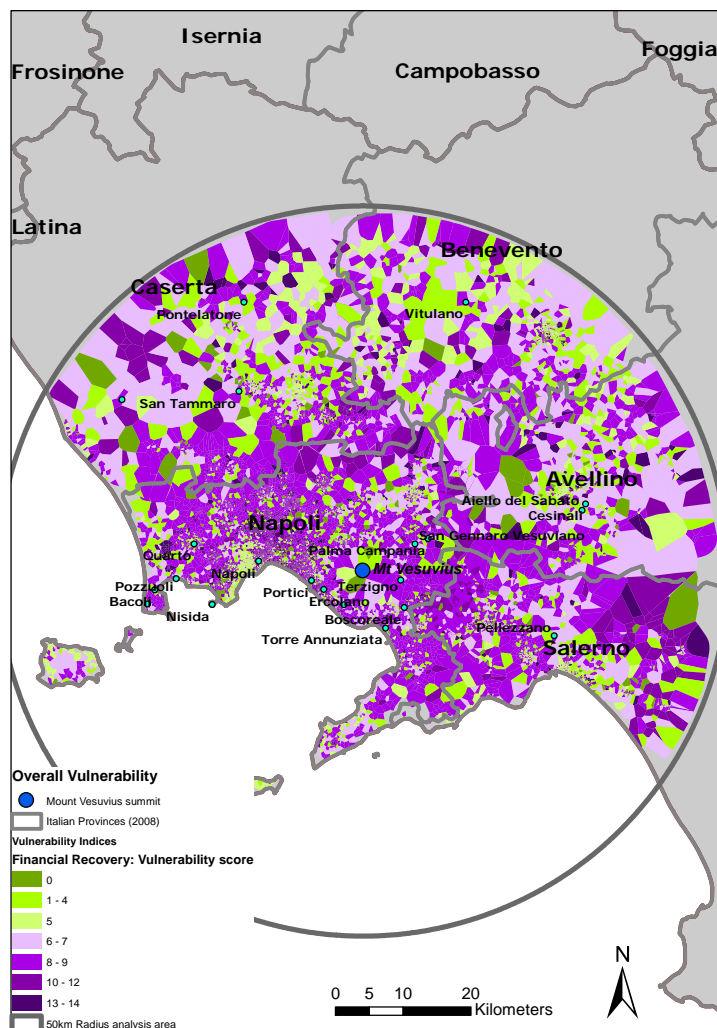 Isernia
Foggia
Frosinone
Campobasso
Latina
Benevento
Caserta
Pontelatone
Vitulano
San Tammaro
Avellino
Aiello del Sabato
Cesinali
Napoli
San Gennaro Vesuviano
Palma Campania
Quarto
Mt Vesuvius
Napoli
Terzigno
Pozzuoli
Portici
Bacoli
Ercolano
Nisida
Boscoreale
Pellezzano
Torre Annunziata
Salerno
Overall Vulnerability
Mount Vesuvius summit
Italian Provinces (2008)
Vulnerability Indices
Financial Recovery: Vulnerability score
0
1 - 4
5
6 - 7
8 - 9
10 - 12
13 - 14
50km Radius analysis area
N
0 5 10 20
Kilometers